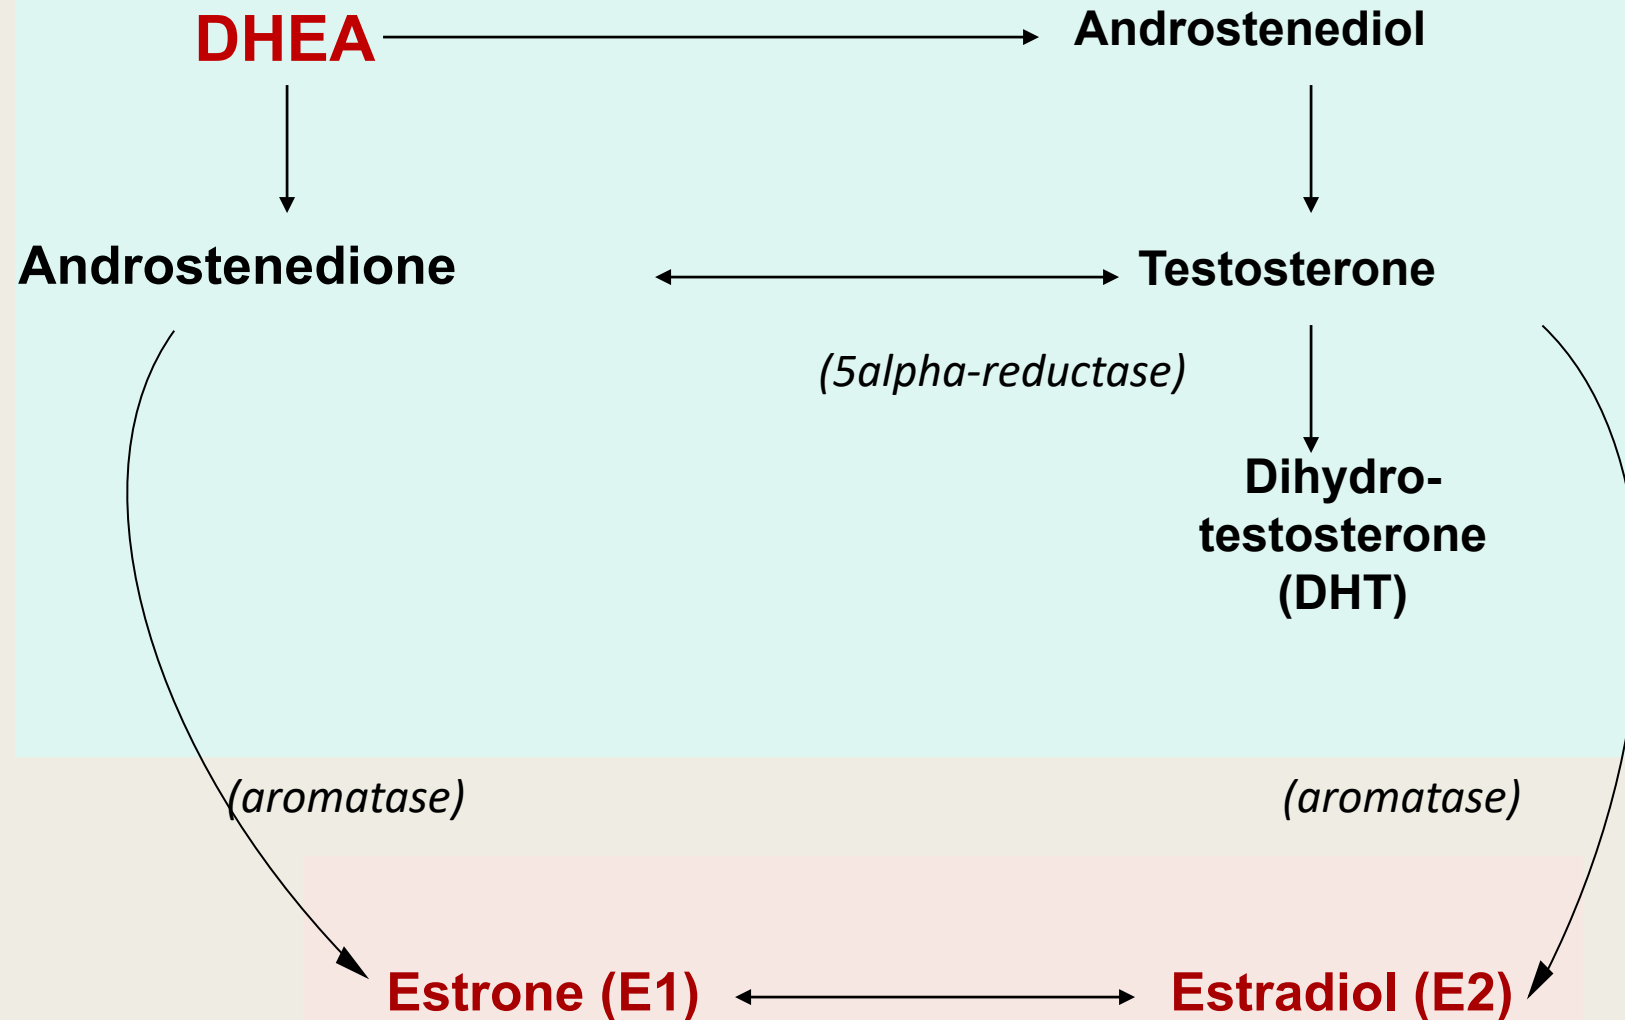 DHEA
Androstenediol
Androstenedione
Testosterone
(5alpha-reductase)
Dihydro-
testosterone
(DHT)
(aromatase)
(aromatase)
Estrone (E1)
Estradiol (E2)